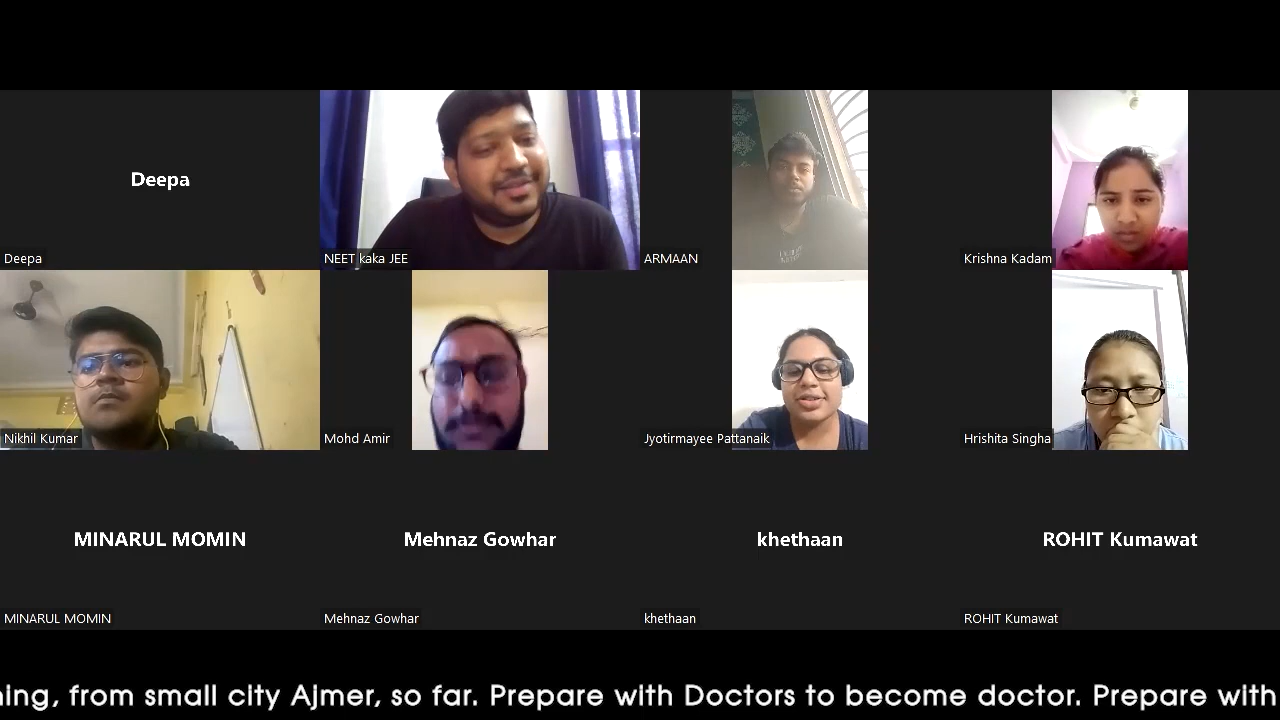 Deepa
Deepa
NEET kaka JEE
ARMAAN
Krishna Kadam
Nikhil Kumar
Mohd Amir
Jyotirmayee Pattanaik
Hrishita Singha
MINARUL MOMIN
Mehnaz Gowhar
khethaan
ROHIT Kumawat
MINARUL MOMIN
Mehnaz Gowhar
khethaan
ROHIT Kumawat
from small city Ajmer, so far. Prepare with Doctors to become doctor. Prepare with